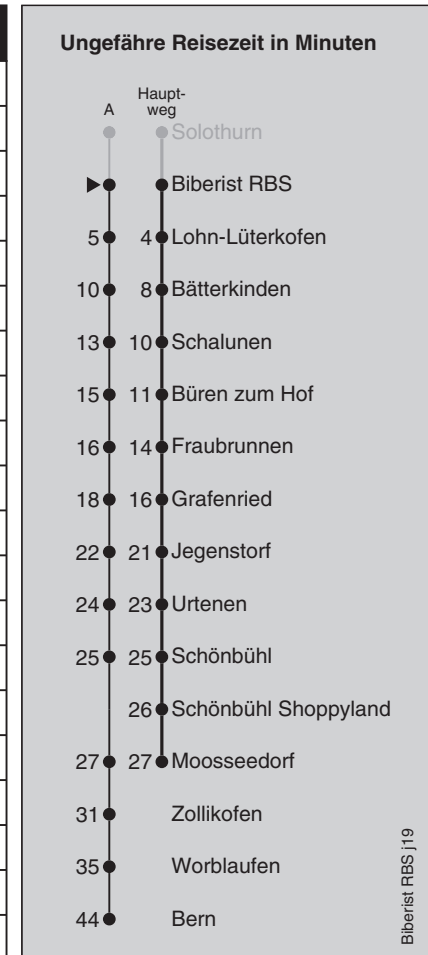 Ungefähre Reisezeit in Minuten
Haupt-
A weg
Solothurn
Biberist RBS
5 4 Lohn-Lüterkofen
10 8 Bätterkinden
13 10 Schalunen
15 11 Büren zum Hof
16 14 Fraubrunnen
18 16 Grafenried
22 21 Jegenstorf
24 23 Urtenen
25 25 Schönbühl
26 Schönbühl Shoppyland
27 27 Moosseedorf
31 Zollikofen
35 Worblaufen
44 Bern
Biberist RBS j19